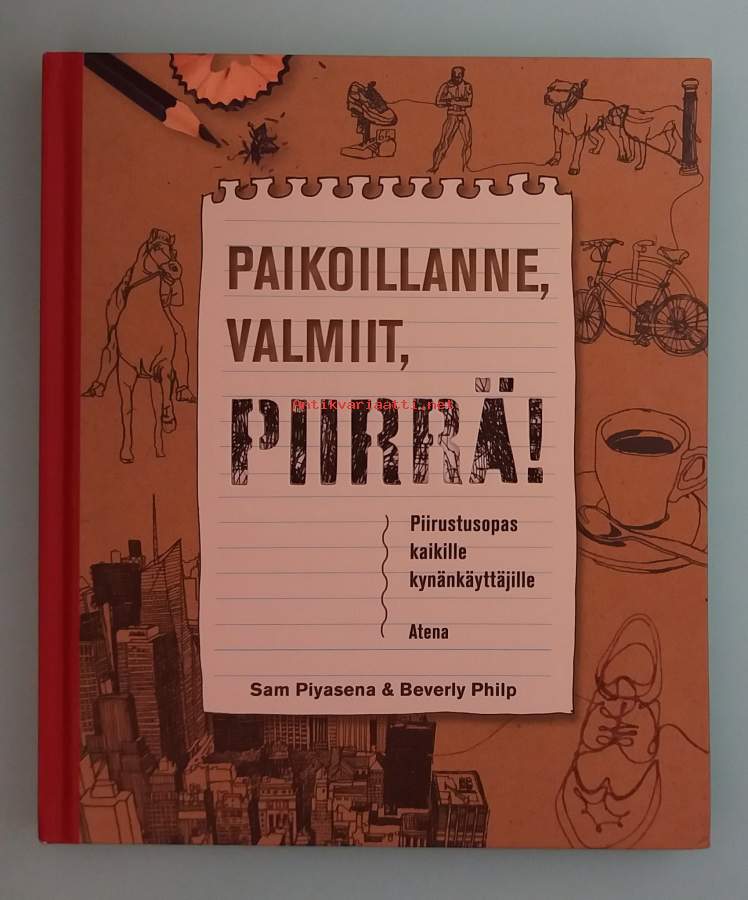 PAIKOILLANNE,
VALMIIT,
Antikvariaatti.net
PIIRRÄ!
Piirustusopas
kaikille
kynänkäyttäjille
Atena
Sam Piyasena & Beverly Philp